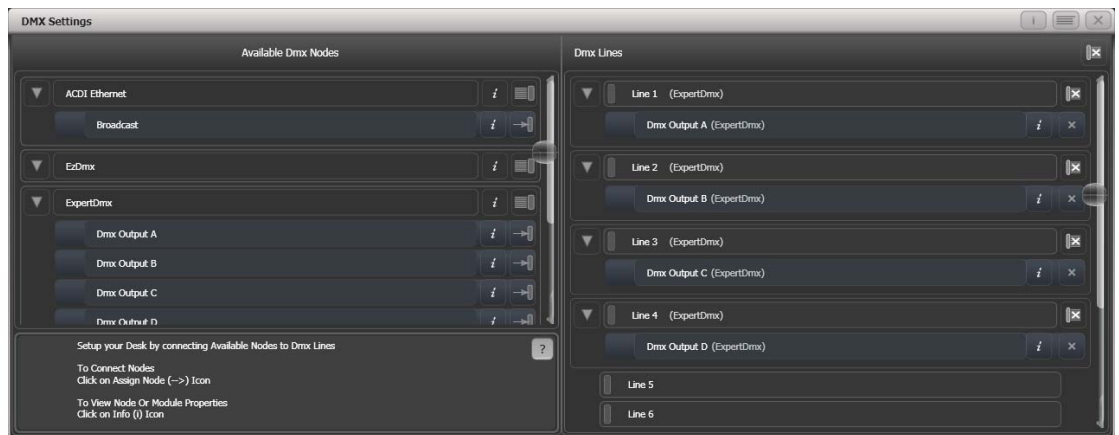 DMX Settings
Available Dmx Nodes
ACDI Ethernet
i
Broadcast
i
EzDmx
i
ExpertDmx
i
Dmx Output A
i
Dmx Output B
i
Dmx Output C
i
Dmx Output D
i
Setup your Desk by connecting Available Nodes to Dmx Lines
?
To Connect Nodes
Click on Assign Node (-->) Icon
To View Node Or Module Properties
Click on Info (i) Icon
Dmx Lines
Line 1 (ExpertDmx)
Dmx Output A (ExpertDmx)
i
Line 2 (ExpertDmx)
Dmx Output B (ExpertDmx)
i
Line 3 (ExpertDmx)
Dmx Output C (ExpertDmx)
i
Line 4 (ExpertDmx)
Dmx Output D (ExpertDmx)
i
Line 5
Line 6